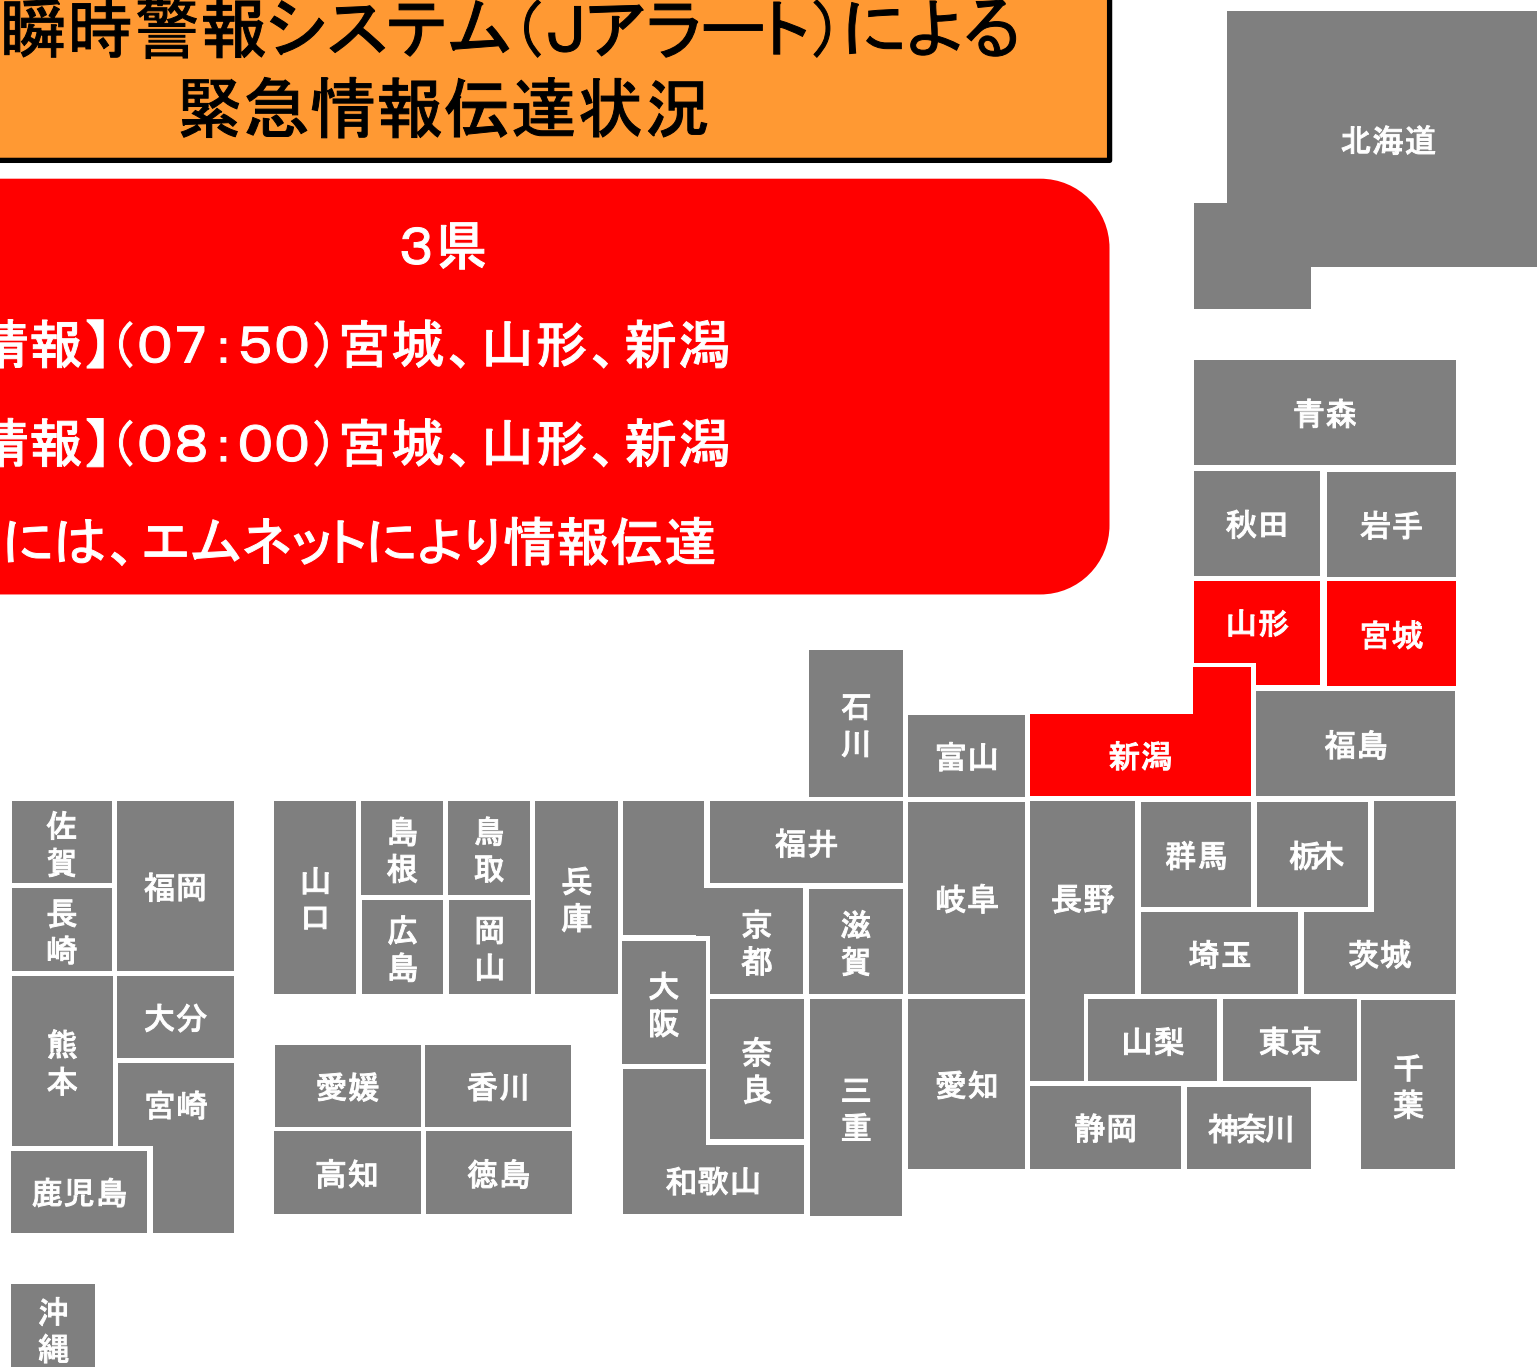 瞬時警報システム（Jアラート）による
緊急情報伝達状況
３県
情報】（０７：５０）宮城、山形、新潟
情報】（０８：００）宮城、山形、新潟
には、エムネットにより情報伝達
北海道
青森
秋田
岩手
山形
宮城
石川
富山
新潟
福島
佐賀
福岡
山口
島根
鳥取
兵庫
福井
岐阜
長野
群馬
栃木
長崎
広島
岡山
京都
滋賀
埼玉
茨城
熊本
大分
大阪
奈良
三重
愛知
山梨
東京
千葉
宮崎
愛媛
香川
静岡
神奈川
鹿児島
高知
徳島
和歌山
沖縄